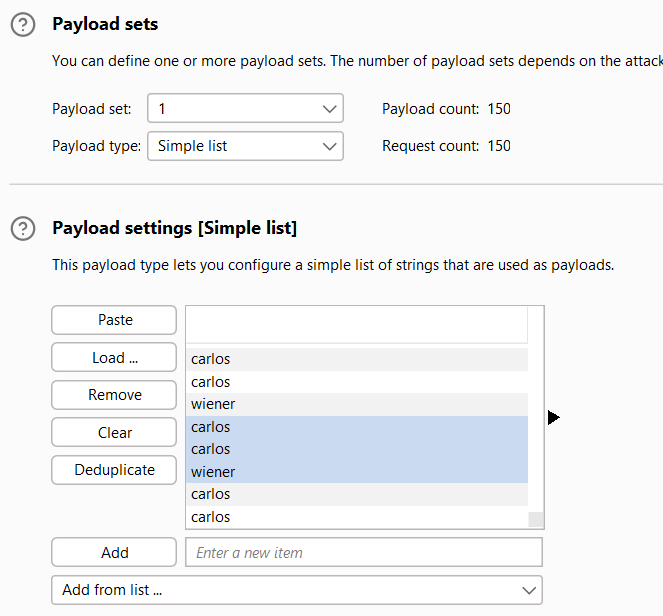 ? Payload sets
You can define one or more payload sets. The number of payload sets depends on the attack
Payload set: 1 Payload count: 150
Payload type: Simple list Request count: 150
? Payload settings [Simple list]
This payload type lets you configure a simple list of strings that are used as payloads.
Paste
Load ...
Remove
Clear
Deduplicate
carlos
carlos
wiener
carlos
carlos
wiener
carlos
carlos
Add Enter a new item
Add from list ...